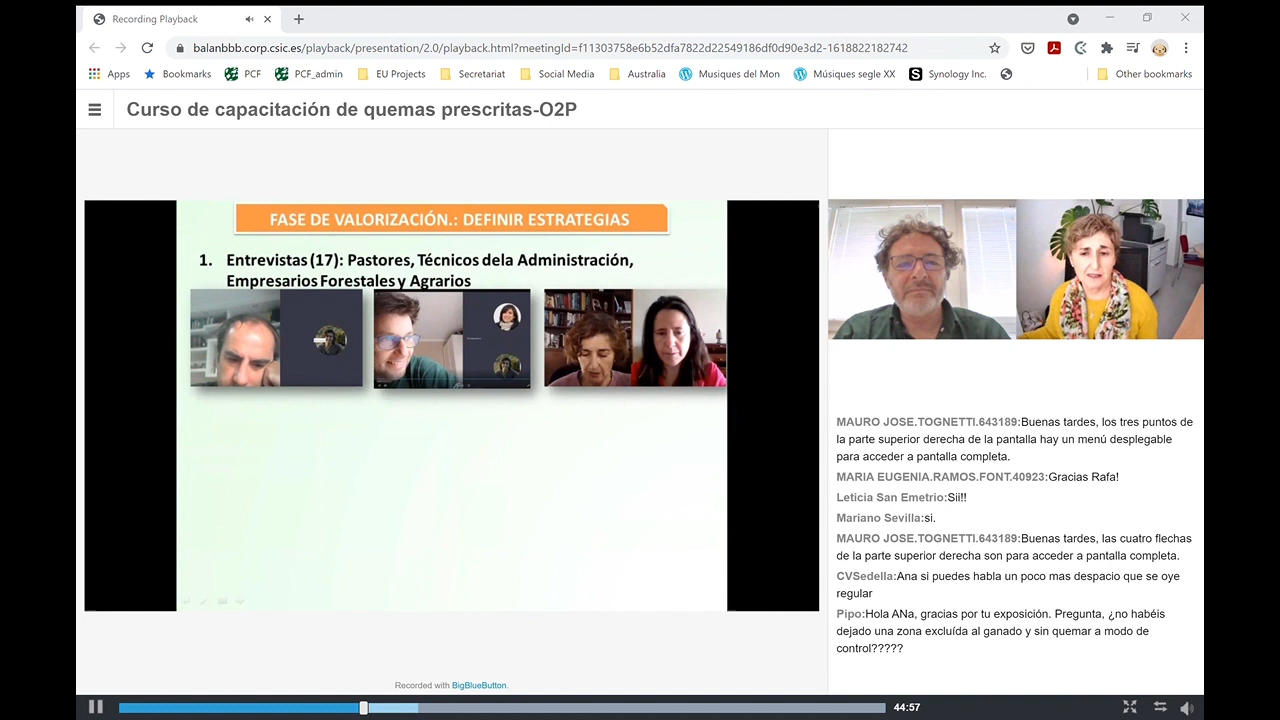 Recording Playback
balanbbb.corp.csic.es/playback/presentation/2.0/playback.html?meetingId=f11303758e6b52dfa7822d22549186df0d90e3d2-1618822182742
Apps Bookmarks PCF PCF_admin EU Projects Secretariat Social Media Australia Musiques del Mon Músiques segle XX Synology Inc. Other bookmarks
Curso de capacitación de quemas prescritas-O2P
FASE DE VALORIZACIÓN.: DEFINIR ESTRATEGIAS
1. Entrevistas (17): Pastores, Técnicos dela Administración,
Empresarios Forestales y Agrarios
MAURO JOSE.TOGNETTI.643189:Buenas tardes, los tres puntos de
la parte superior derecha de la pantalla hay un menú desplegable
para acceder a pantalla completa.
MARIA EUGENIA.RAMOS.FONT.40923:Gracias Rafa!
Leticia San Emetrio:Sii!!
Mariano Sevilla:si.
MAURO JOSE.TOGNETTI.643189:Buenas tardes, las cuatro flechas
de la parte superior derecha son para acceder a pantalla completa.
CVSedella:Ana si puedes habla un poco mas despacio que se oye
regular
Pipo:Hola ANa, gracias por tu exposición. Pregunta, ¿no habéis
dejado una zona excluída al ganado y sin quemar a modo de
control?????
Recorded with BigBlueButton.
44:57